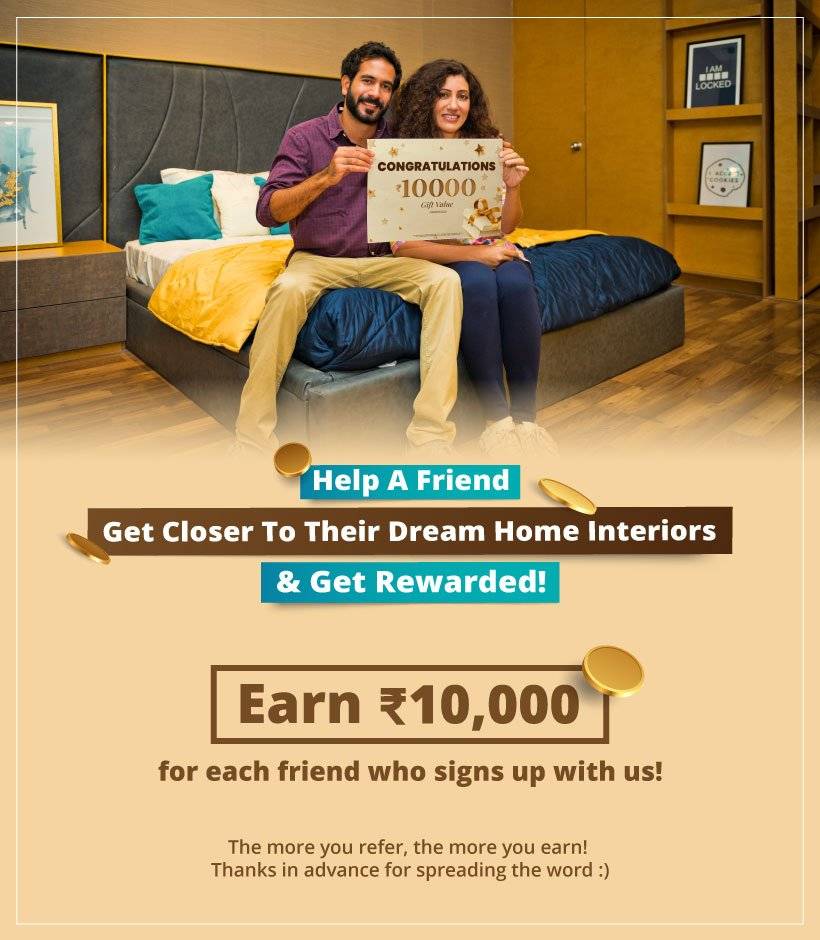 I AM
LOCKED
I ACCEPT
COOKIES
CONGRATULATIONS
₹10000
Gift Value
Help A Friend
Get Closer To Their Dream Home Interiors
& Get Rewarded!
Earn ₹10,000
for each friend who signs up with us!
The more you refer, the more you earn!
Thanks in advance for spreading the word :)